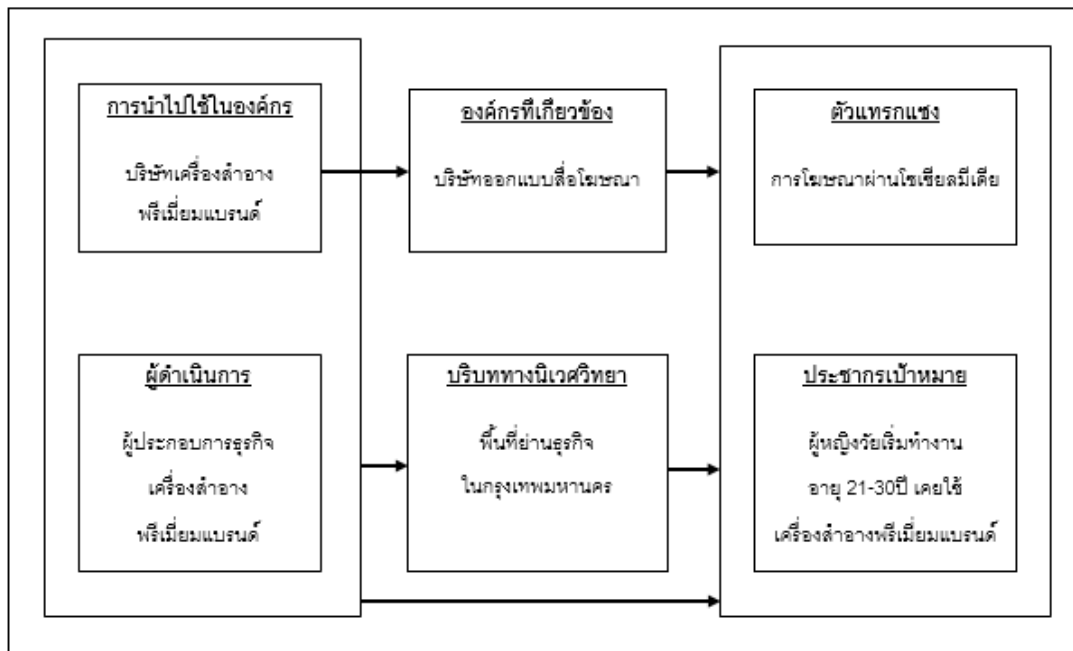 การนำไปใช้ในองค์กร
บริษัทเครื่องสำอาง
พรีเมี่ยมแบรนด์
องค์กรที่เกี่ยวข้อง
บริษัทออกแบบสื่อโฆษณา
ตัวแทรกแซง
การโฆษณาผ่านโซเชียลมีเดีย
ผู้ดำเนินการ
ผู้ประกอบการธุรกิจ
เครื่องสำอาง
พรีเมี่ยมแบรนด์
บริบททางนิเวศวิทยา
พื้นที่ย่านธุรกิจ
ในกรุงเทพมหานคร
ประชากรเป้าหมาย
ผู้หญิงวัยเริ่มทำงาน
อายุ 21-30ปี เคยใช้
เครื่องสำอางพรีเมี่ยมแบรนด์